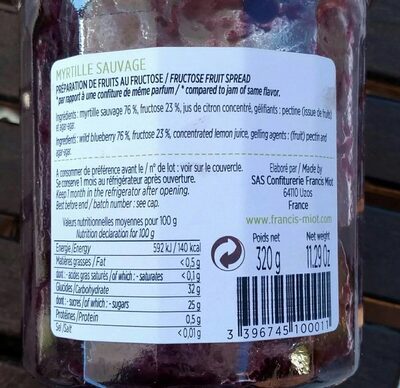 MYRTILLE SAUVAGE
PRÉPARATION DE FRUITS AU FRUCTOSE / FRUCTOSE FRUIT SPREAD
*par rapport à une confiture de même parfum / * compared to jam of same flavor.
Ingrédients : myrtille sauvage 76 %, fructose 23 %, jus de citron concentré, gélifiants : pectine (issue de fruits)
et agar-agar.
Ingredients : wild blueberry 76 %, fructose 23 %, concentrated lemon juice, gelling agents : (fruit) pectin and
agar-agar.
A consommer de préférence avant le / n° de lot : voir sur le couvercle.
Se conserve 1 mois au réfrigérateur après ouverture.
Keep 1 month in the refrigerator after opening.
Best before end / batch number : see cap.
Elaboré par / Made by
SAS Confiturerie Francis Miot
64110 Uzos
France
www.francis-miot.com
Valeurs nutritionnelles moyennes pour 100 g
Nutrition declaration for 100 g
Energie /Energy 592 kJ / 140 kcal
Matières grasses / Fat < 0,5 g
dont : -acides gras saturés /of which : - saturates < 0,1 g
Glucides /Carbohydrate 32 g
dont : - sucres /of which : - sugars 25 g
Protéines /Protein 0,5 g
Sel /Salt < 0,01 g
Poids net Net weight
320 g 11.29 Oz
3 396745 100011